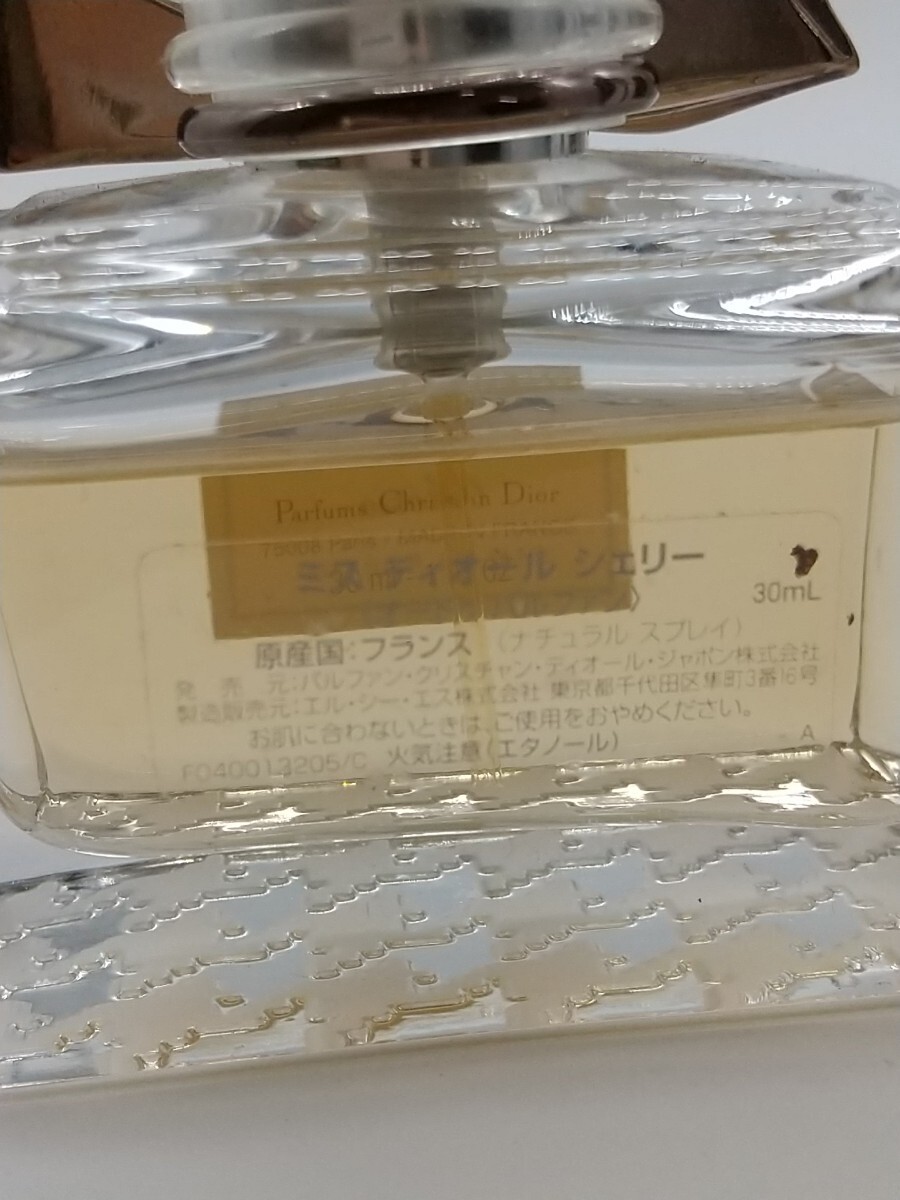 Parfums Christian Dior
75008 Paris / MADE IN FRANCE
ミス ディオール シェリー
30mL
原産国:フランス (ナチュラル スプレイ)
発 売 元:パルファン・クリスチャン・ディオール・ジャポン株式会社
製造販売元:エル・シー・エス株式会社 東京都千代田区隼町3番16号
お肌に合わないときは、ご使用をおやめください。
F040013205/C 火気注意(エタノール) A